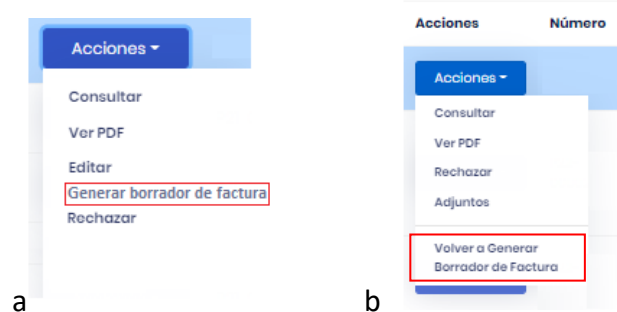 Acciones
Consultar
Ver PDF
Editar
Generar borrador de factura
Rechazar
a
Acciones Número
Acciones
Consultar
Ver PDF
Rechazar
Adjuntos
Volver a Generar
Borrador de Factura
b